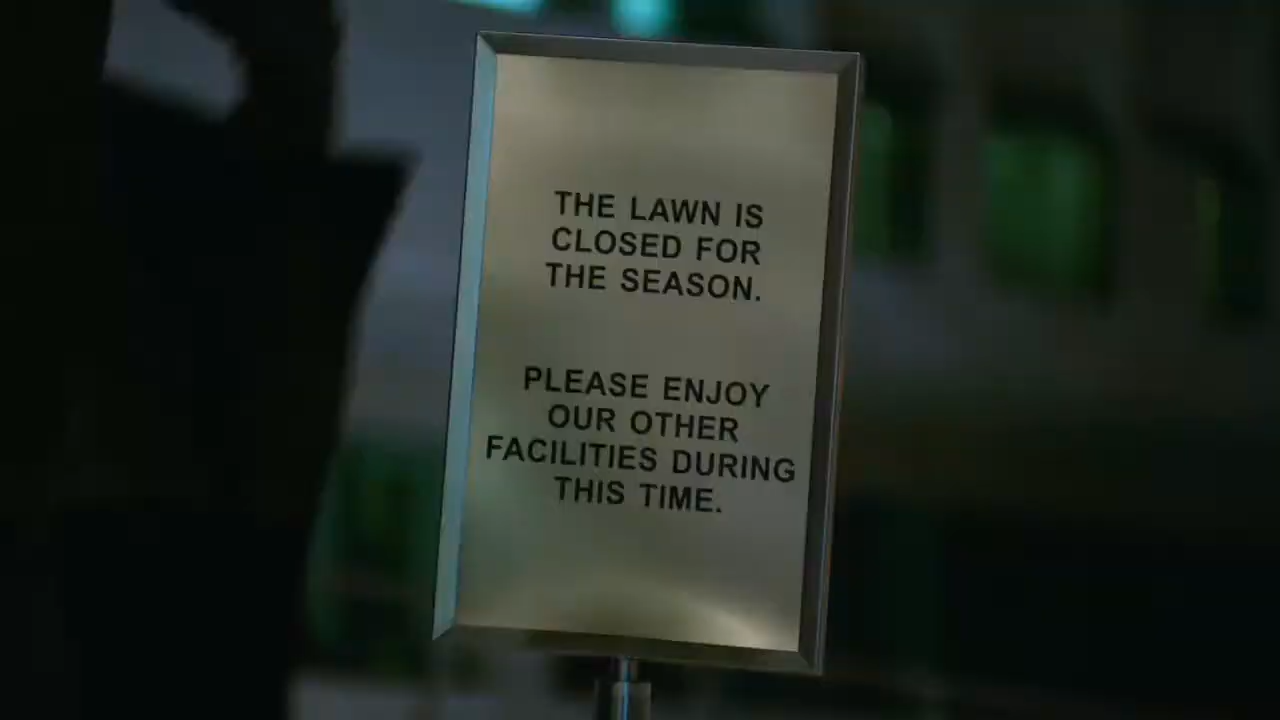 THE LAWN IS
CLOSED FOR
THE SEASON.
PLEASE ENJOY
OUR OTHER
FACILITIES DURING
THIS TIME.